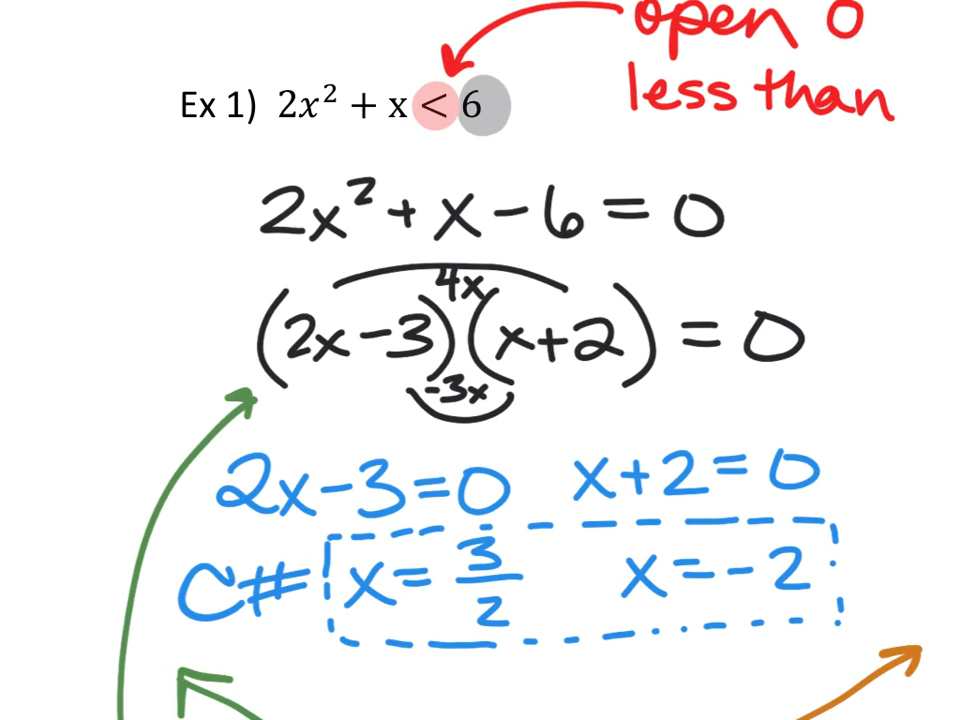 open O
less than
Ex 1) 2x² + x < 6
2x² + x - 6 = 0
4x
(2x - 3)(x + 2) = 0
-3x
2x - 3 = 0 x + 2 = 0
C# x = 3/2 x = -2